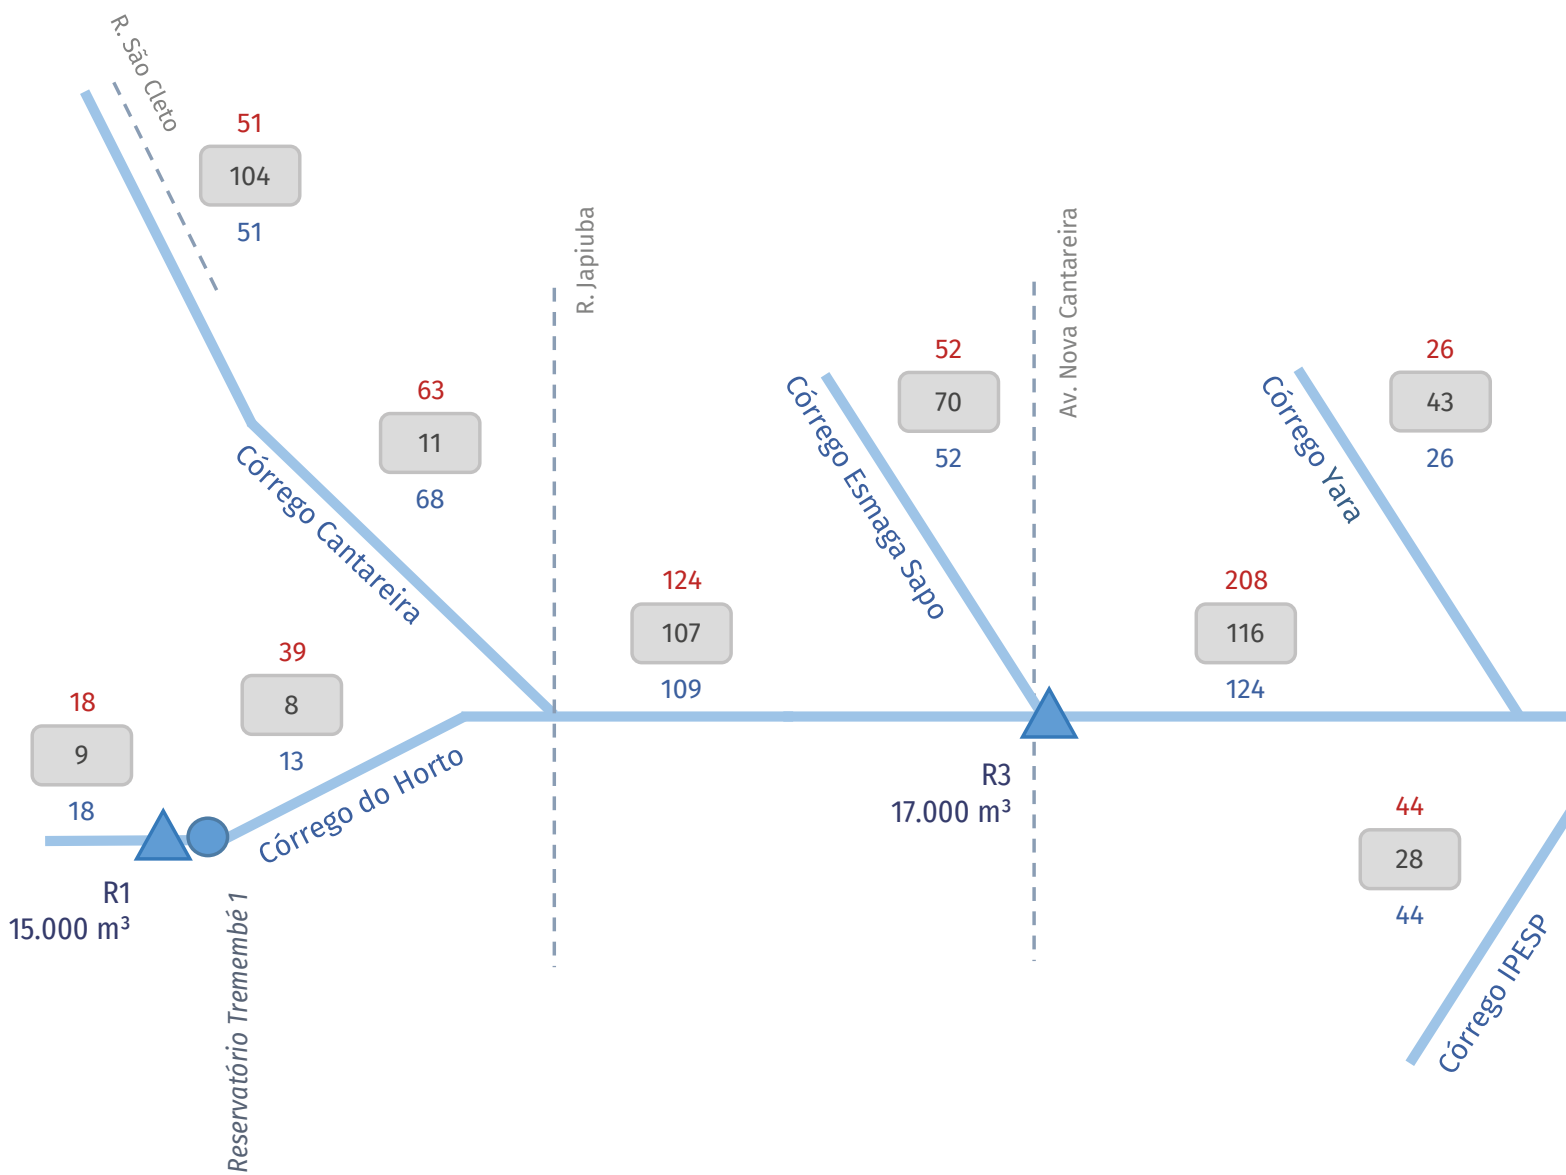 R. São Cleto
51
104
51
R. Japiuba
Av. Nova Cantareira
63
11
68
Córrego Cantareira
52
70
52
Córrego Esmaga Sapo
26
43
26
Córrego Yara
124
107
109
208
116
124
39
8
13
18
9
18
Córrego do Horto
R1
15.000 m³
Reservatório Tremembé 1
R3
17.000 m³
44
28
44
Córrego IPESP